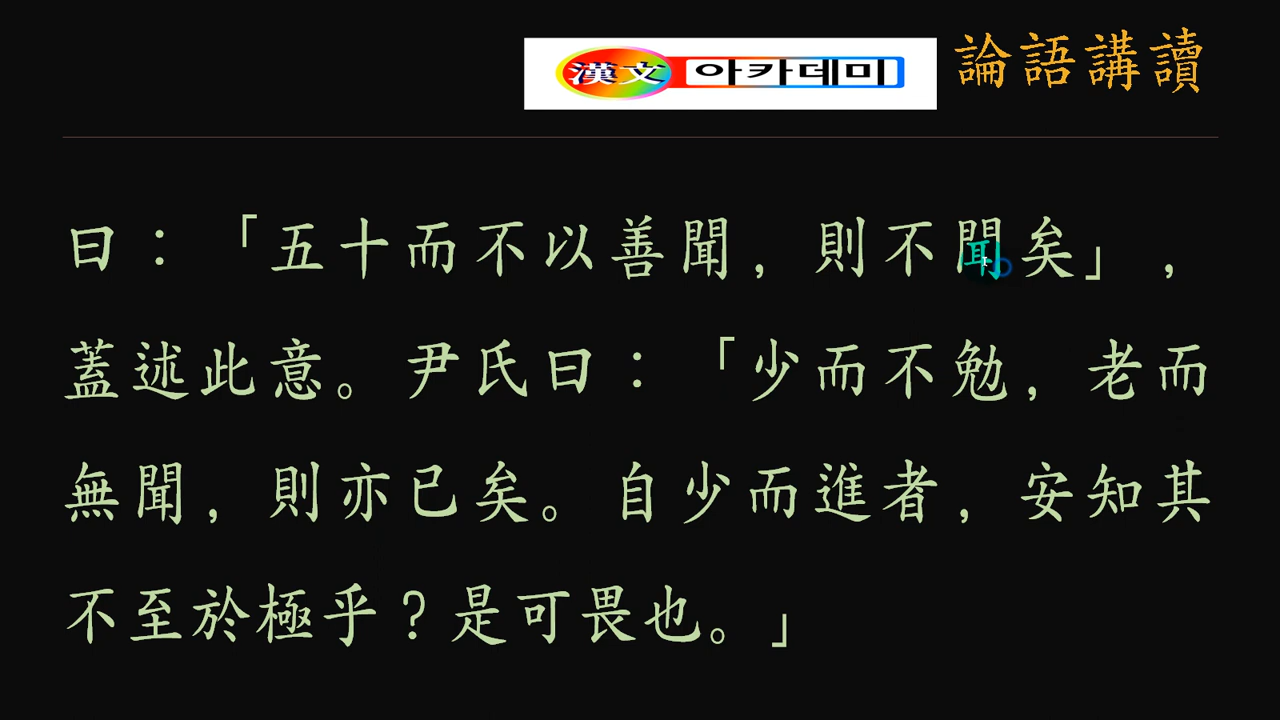 漢文 아카데미
論語講讀
曰：「五十而不以善聞，則不聞矣」，
蓋述此意。尹氏曰：「少而不勉，老而
無聞，則亦已矣。自少而進者，安知其
不至於極乎？是可畏也。」